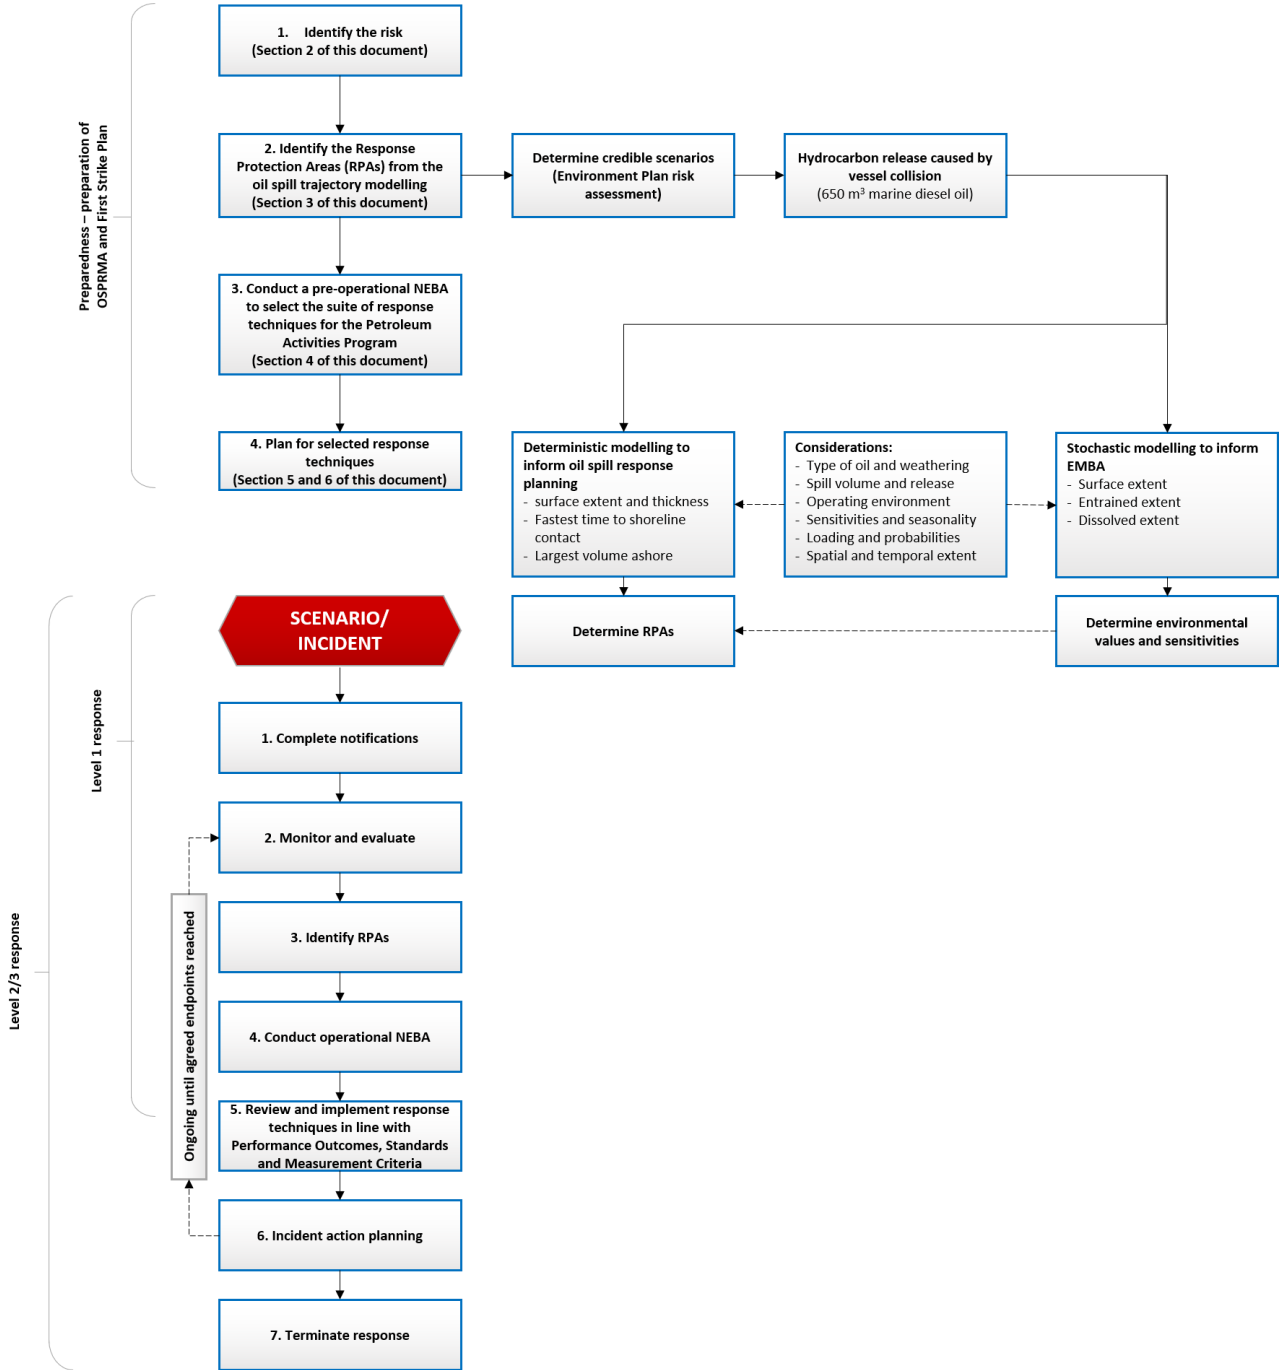 Preparedness – preparation of
OSPRMA and First Strike Plan
1. Identify the risk
(Section 2 of this document)
2. Identify the Response
Protection Areas (RPAs) from the
oil spill trajectory modelling
(Section 3 of this document)
Determine credible scenarios
(Environment Plan risk
assessment)
Hydrocarbon release caused by
vessel collision
(650 m³ marine diesel oil)
3. Conduct a pre-operational NEBA
to select the suite of response
techniques for the Petroleum
Activities Program
(Section 4 of this document)
4. Plan for selected response
techniques
(Section 5 and 6 of this document)
Deterministic modelling to
inform oil spill response
planning
- surface extent and thickness
- Fastest time to shoreline
contact
- Largest volume ashore
Considerations:
- Type of oil and weathering
- Spill volume and release
- Operating environment
- Sensitivities and seasonality
- Loading and probabilities
- Spatial and temporal extent
Stochastic modelling to inform
EMBA
- Surface extent
- Entrained extent
- Dissolved extent
Determine RPAs
Determine environmental
values and sensitivities
Level 2/3 response
Level 1 response
SCENARIO/
INCIDENT
1. Complete notifications
2. Monitor and evaluate
3. Identify RPAs
4. Conduct operational NEBA
5. Review and implement response
techniques in line with
Performance Outcomes, Standards
and Measurement Criteria
Ongoing until agreed endpoints reached
6. Incident action planning
7. Terminate response